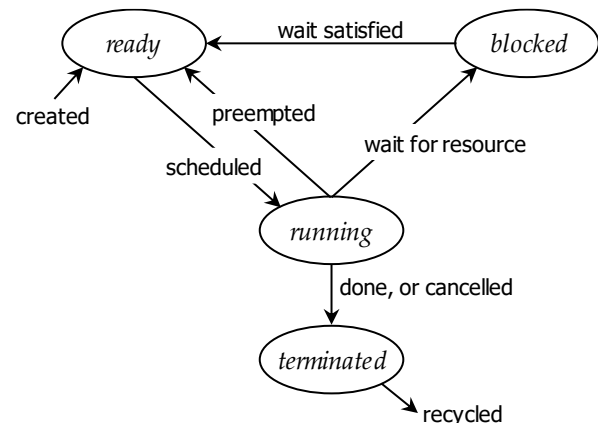 ready
wait satisfied
blocked
created
preempted
wait for resource
scheduled
running
done, or cancelled
terminated
recycled